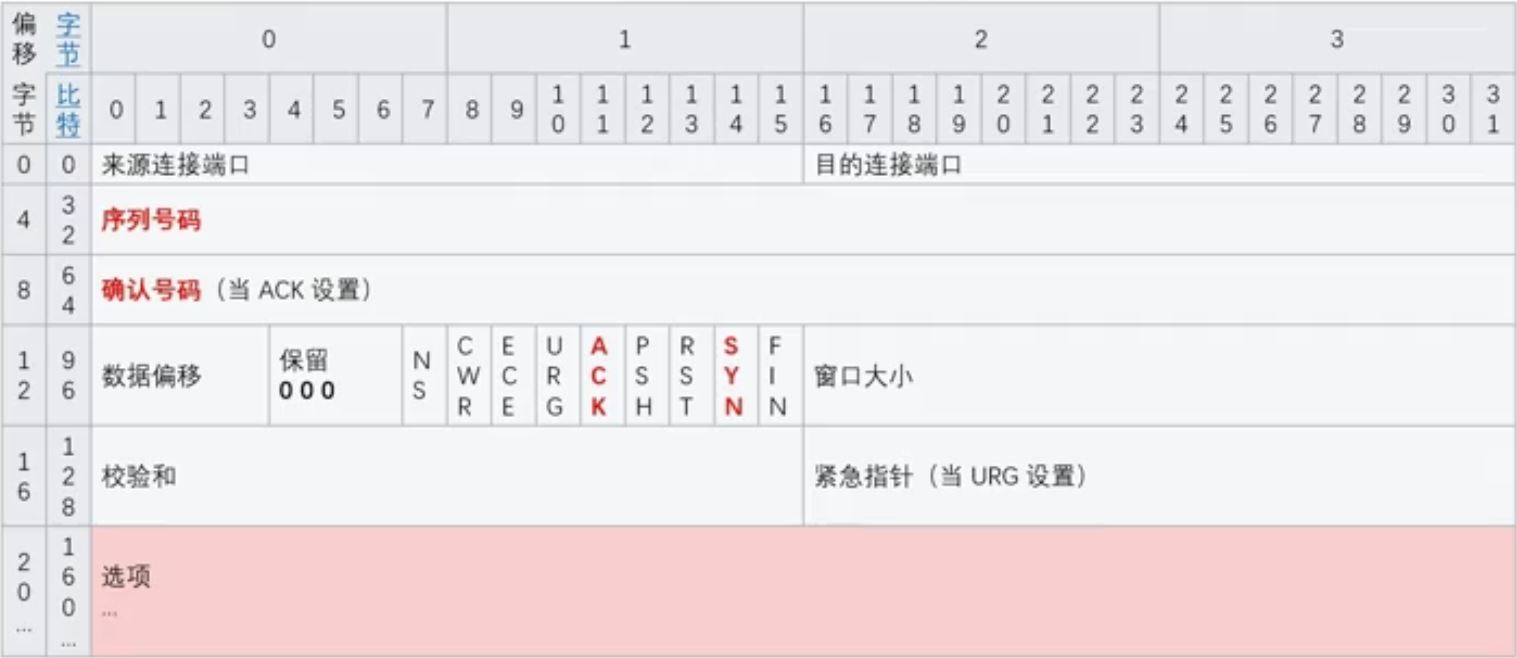 偏移 字节 0 1 2 3
字节 比特 0 1 2 3 4 5 6 7 8 9 10 11 12 13 14 15 16 17 18 19 20 21 22 23 24 25 26 27 28 29 30 31
0 0 来源连接端口 目的连接端口
4 32 序列号码
8 64 确认号码（当 ACK 设置）
12 96 数据偏移 保留 000 NS CWR ECE URG ACK PSH RST SYN FIN 窗口大小
16 128 校验和 紧急指针（当 URG 设置）
20 ... 160 ... 选项
...